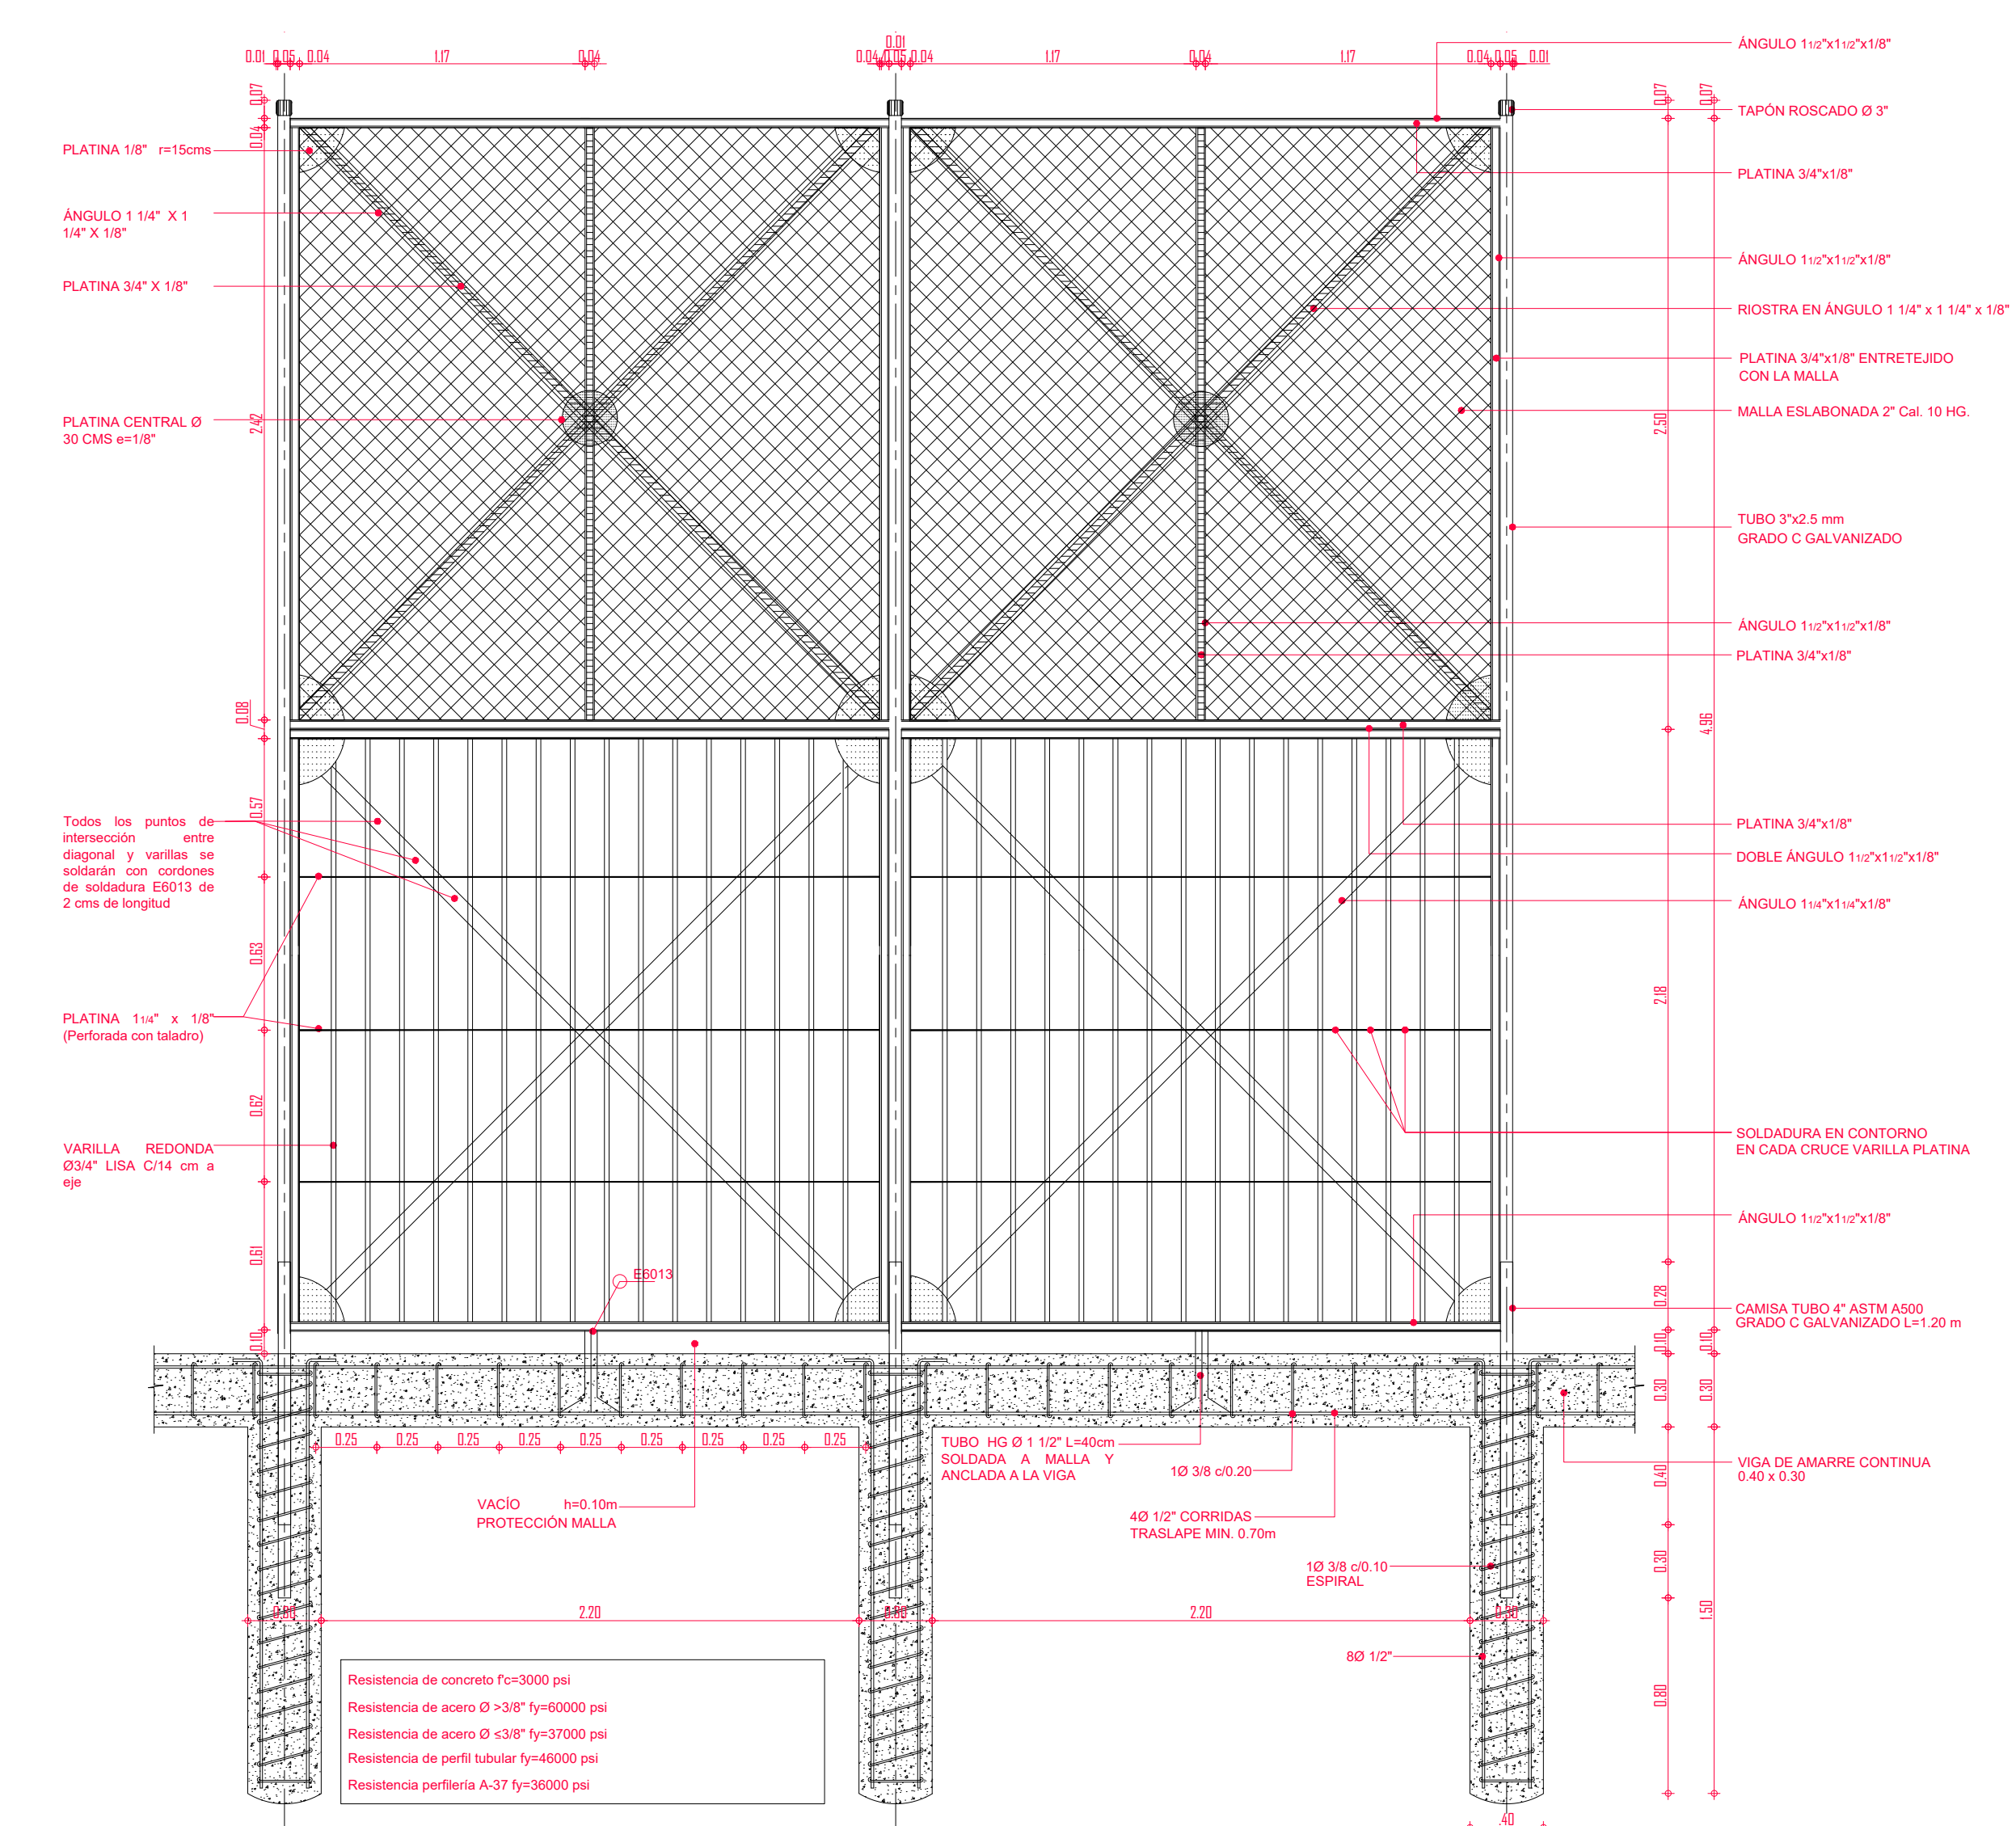 0.01 0.05 0.04 1.17 0.04 0.04 0.01 0.05 0.04 1.17 0.04 1.17 0.04 0.05 0.01
ÁNGULO 11/2"x11/2"x1/8"
0.07
0.07
0.07
TAPÓN ROSCADO Ø 3"
0.04
PLATINA 1/8" r=15cms
PLATINA 3/4"x1/8"
ÁNGULO 1 1/4" X 1
1/4" X 1/8"
ÁNGULO 11/2"x11/2"x1/8"
PLATINA 3/4" X 1/8"
RIOSTRA EN ÁNGULO 1 1/4" x 1 1/4" x 1/8"
PLATINA 3/4"x1/8" ENTRETEJIDO
CON LA MALLA
PLATINA CENTRAL Ø
30 CMS e=1/8"
2.42
2.50
MALLA ESLABONADA 2" Cal. 10 HG.
TUBO 3"x2.5 mm
GRADO C GALVANIZADO
ÁNGULO 11/2"x11/2"x1/8"
PLATINA 3/4"x1/8"
0.08
4.96
0.57
Todos los puntos de
intersección entre
diagonal y varillas se
soldarán con cordones
de soldadura E6013 de
2 cms de longitud
PLATINA 3/4"x1/8"
DOBLE ÁNGULO 11/2"x11/2"x1/8"
ÁNGULO 11/4"x11/4"x1/8"
0.63
2.18
PLATINA 11/4" x 1/8"
(Perforada con taladro)
0.62
VARILLA REDONDA
Ø3/4" LISA C/14 cm a
eje
SOLDADURA EN CONTORNO
EN CADA CRUCE VARILLA PLATINA
ÁNGULO 11/2"x11/2"x1/8"
0.61
E6013
0.28
CAMISA TUBO 4" ASTM A500
GRADO C GALVANIZADO L=1.20 m
0.10
0.10
0.10
0.30
0.30
0.25 0.25 0.25 0.25 0.25 0.25 0.25 0.25 0.25
TUBO HG Ø 1 1/2" L=40cm
SOLDADA A MALLA Y
ANCLADA A LA VIGA
1Ø 3/8 c/0.20
VIGA DE AMARRE CONTINUA
0.40 x 0.30
0.40
VACÍO h=0.10m
PROTECCIÓN MALLA
4Ø 1/2" CORRIDAS
TRASLAPE MIN. 0.70m
1Ø 3/8 c/0.10
ESPIRAL
0.30
0.30 2.20 0.30 2.20 0.30
1.50
8Ø 1/2"
0.80
Resistencia de concreto f'c=3000 psi
Resistencia de acero Ø >3/8" fy=60000 psi
Resistencia de acero Ø ≤3/8" fy=37000 psi
Resistencia de perfil tubular fy=46000 psi
Resistencia perfilería A-37 fy=36000 psi
.40